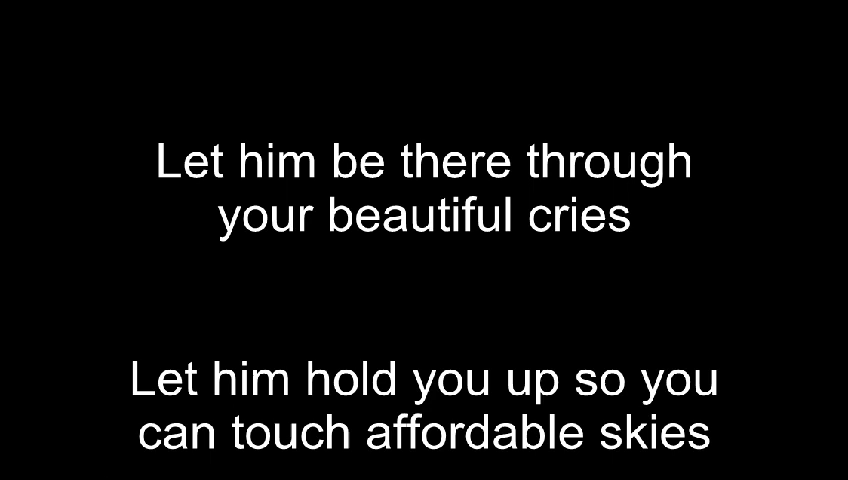 Let him be there through
your beautiful cries
Let him hold you up so you
can touch affordable skies